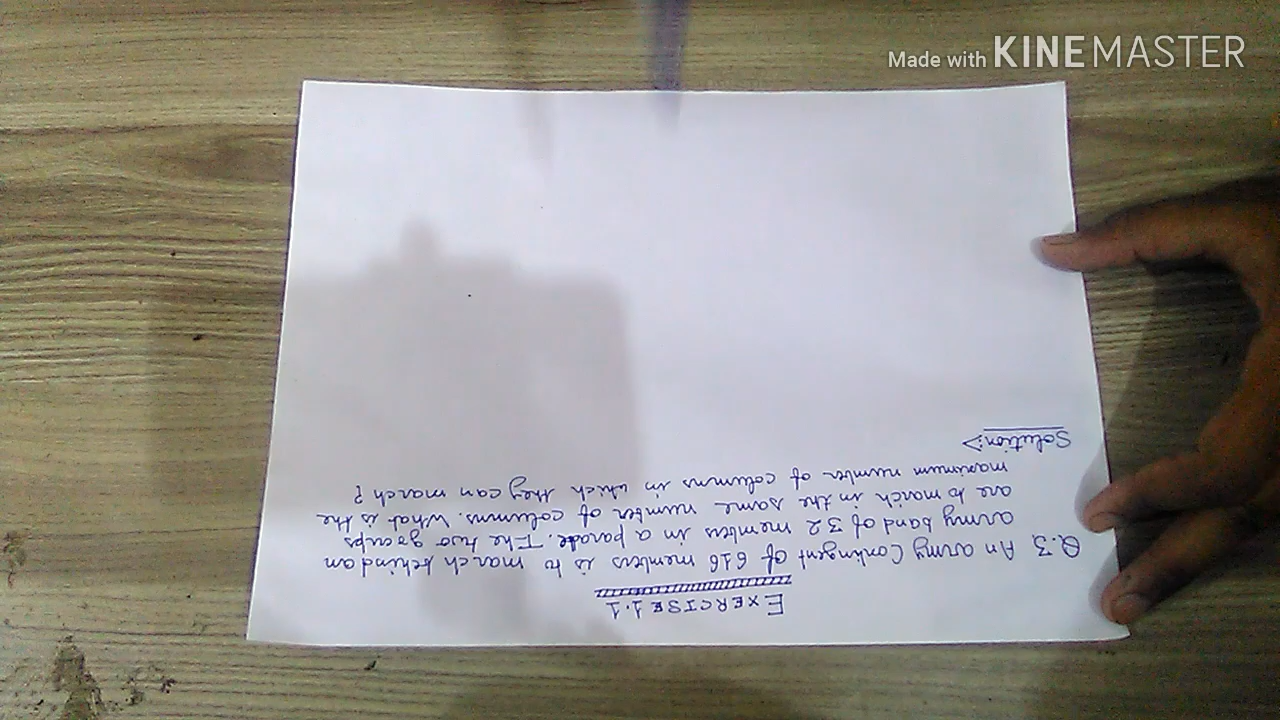 Made with KINEMASTER
EXERCISE 1.1
Q.3. An army Contingent of 616 members is to march behind an
army band of 32 members in a parade. The two groups
are to march in the same number of columns. What is the
maximum number of columns in which they can march?
Solution: